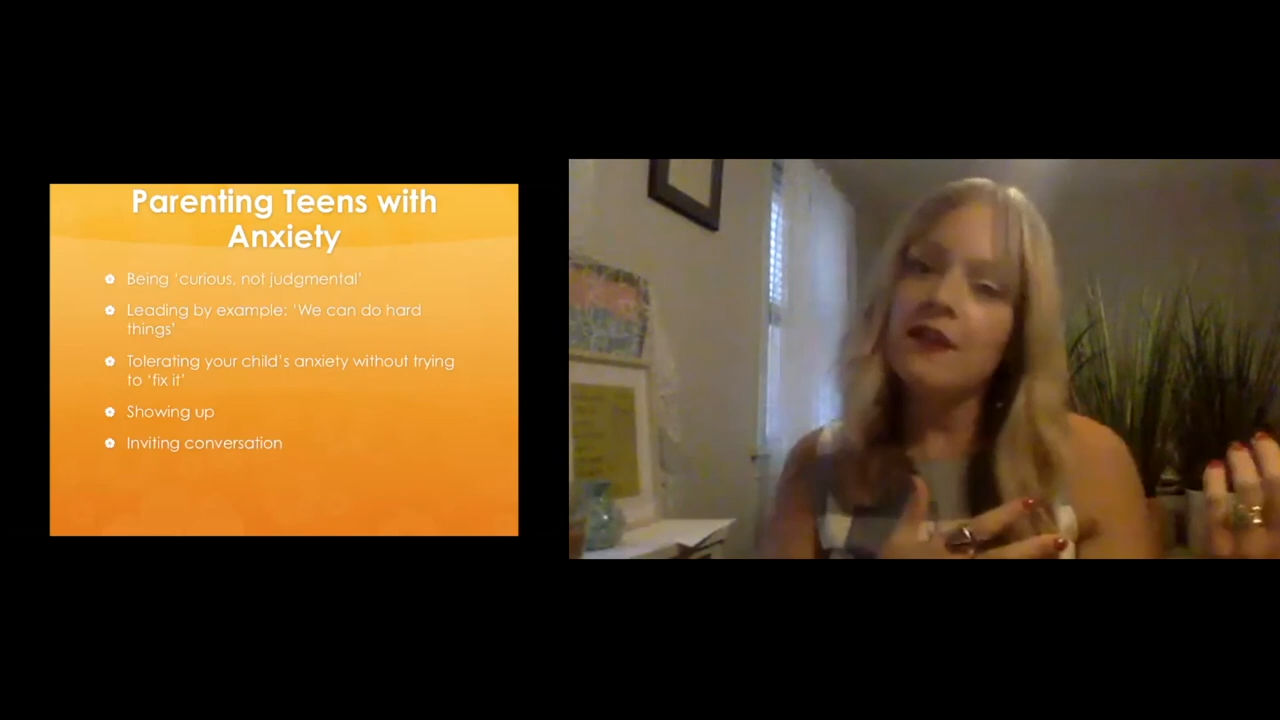 Parenting Teens with
Anxiety
Being ‘curious, not judgmental’
Leading by example: ‘We can do hard
things’
Tolerating your child’s anxiety without trying
to ‘fix it’
Showing up
Inviting conversation